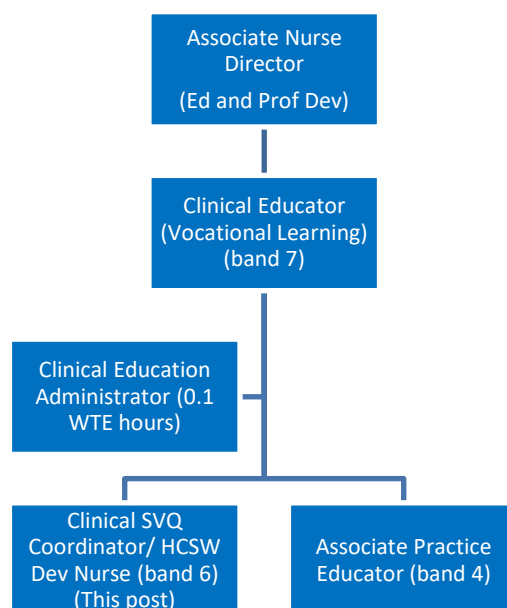 Associate Nurse
Director
(Ed and Prof Dev)
Clinical Educator
(Vocational Learning)
(band 7)
Clinical Education
Administrator (0.1
WTE hours)
Clinical SVQ
Coordinator/ HCSW
Dev Nurse (band 6)
(This post)
Associate Practice
Educator (band 4)